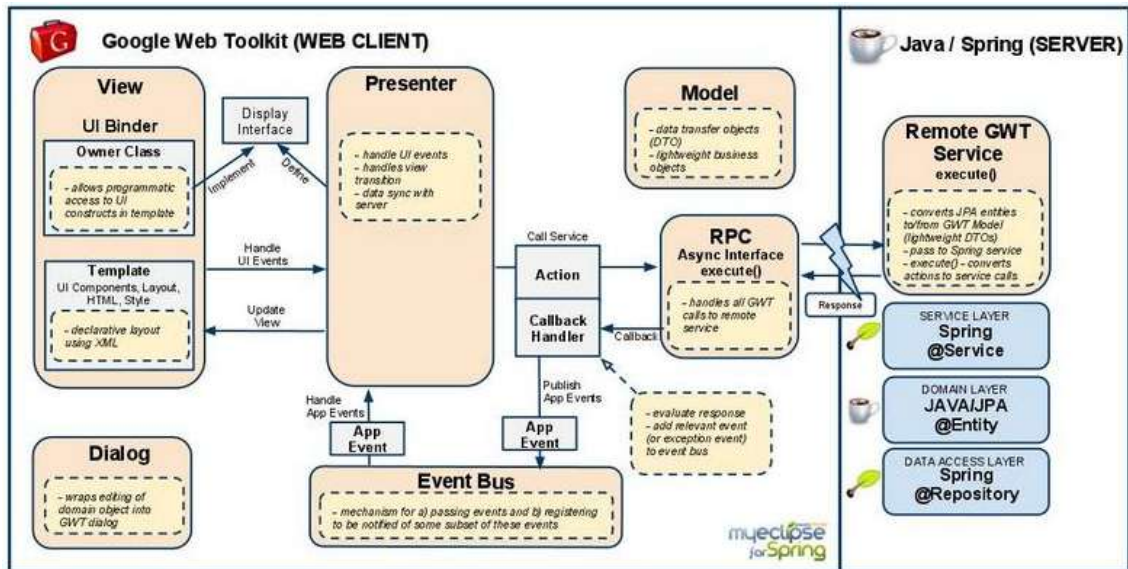 Google Web Toolkit (WEB CLIENT)
View
UI Binder
Owner Class
- allows programmatic
access to UI
constructs in template
Template
UI Components, Layout,
HTML, Style
- declarative layout
using XML
Display
Interface
Implement
Define
Handle
UI Events
Update
View
Presenter
- handle UI events
- handles view
transition
- data sync with
server
Model
- data transfer objects
(DTO)
- lightweight business
objects
Call Service
Action
Callback
Handler
RPC
Async Interface
execute()
- handles all GWT
calls to remote
service
Callback
Response
Handle
App Events
App
Event
Publish
App Events
App
Event
- evaluate response
- add relevant event
(or exception event) to
event bus
Dialog
- wraps editing of
domain object into
GWT dialog
Event Bus
- mechanism for a) passing events and b) registering
to be notified of some subset of these events
myeclipse
for Spring
Java / Spring (SERVER)
Remote GWT
Service
execute()
- converts JPA entities
to/from GWT Model
(lightweight DTOs)
- pass to Spring service
- execute() - converts
actions to service calls
SERVICE LAYER
Spring
@Service
DOMAIN LAYER
JAVA/JPA
@Entity
DATA ACCESS LAYER
Spring
@Repository